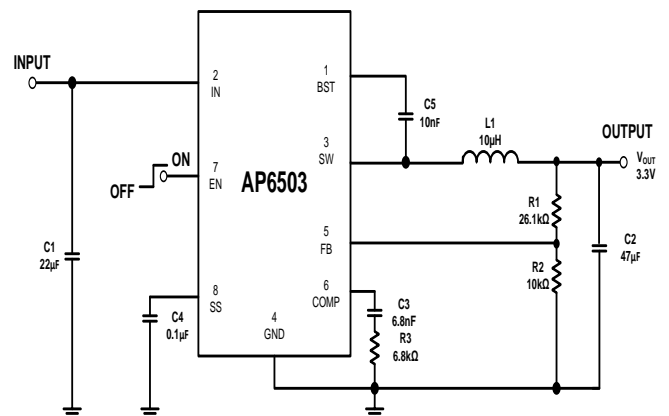 INPUT
2
IN
1
BST
C5
10nF
L1
10µH
OUTPUT
VOUT
3.3V
3
SW
ON
OFF
7
EN
AP6503
R1
26.1kΩ
C1
22µF
5
FB
C2
47µF
R2
10kΩ
8
SS
6
COMP
C4
0.1µF
4
GND
C3
6.8nF
R3
6.8kΩ